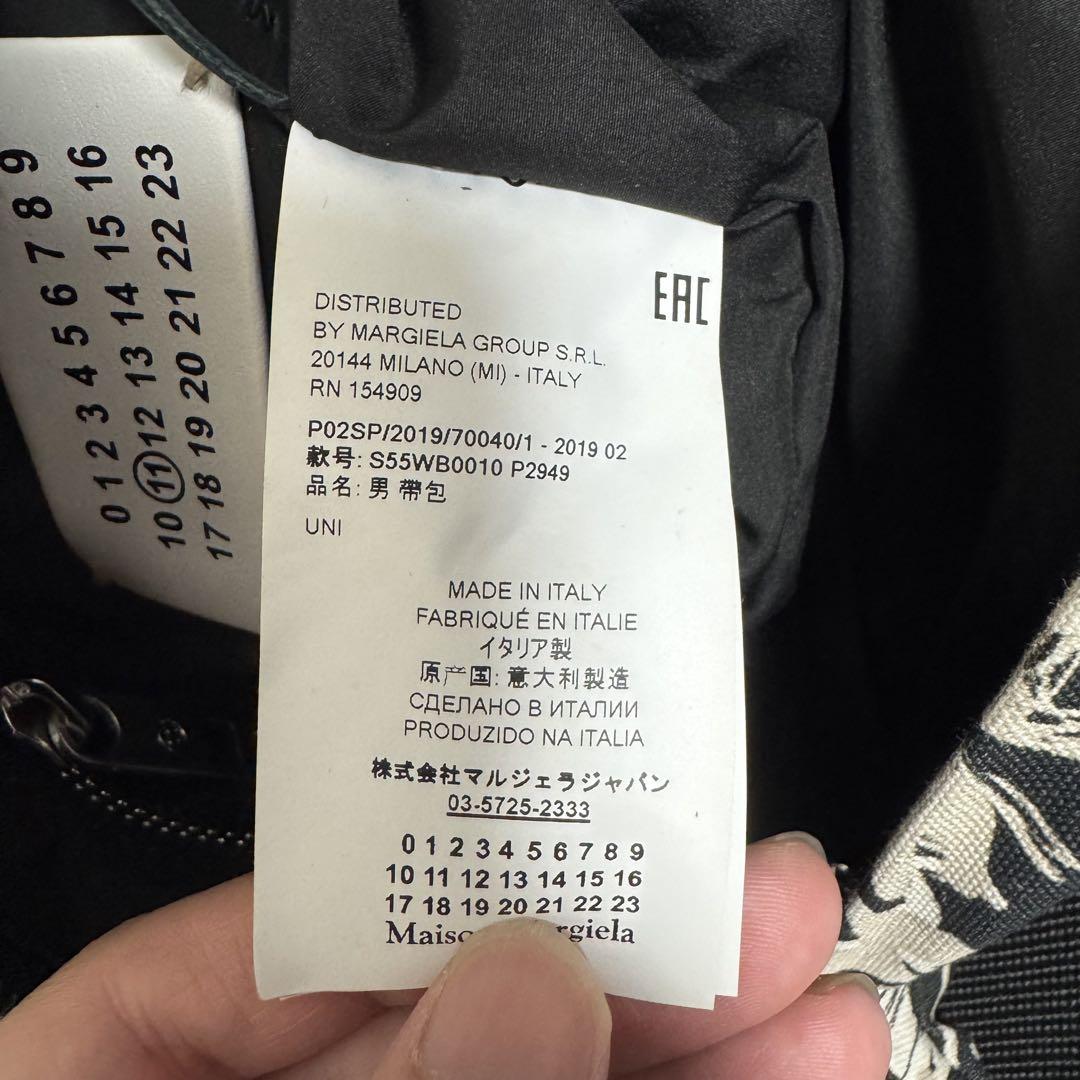 0 1 2 3 4 5 6 7 8 9
10 11 12 13 14 15 16
17 18 19 20 21 22 23
EAC
DISTRIBUTED
BY MARGIELA GROUP S.R.L.
20144 MILANO (MI) - ITALY
RN 154909
P02SP/2019/70040/1 - 2019 02
款号: S55WB0010 P2949
品名: 男 帶包
UNI
MADE IN ITALY
FABRIQUÉ EN ITALIE
イタリア製
原产国: 意大利製造
СДЕЛАНО В ИТАЛИИ
PRODUZIDO NA ITALIA
株式会社マルジェラジャパン
03-5725-2333
0 1 2 3 4 5 6 7 8 9
10 11 12 13 14 15 16
17 18 19 20 21 22 23